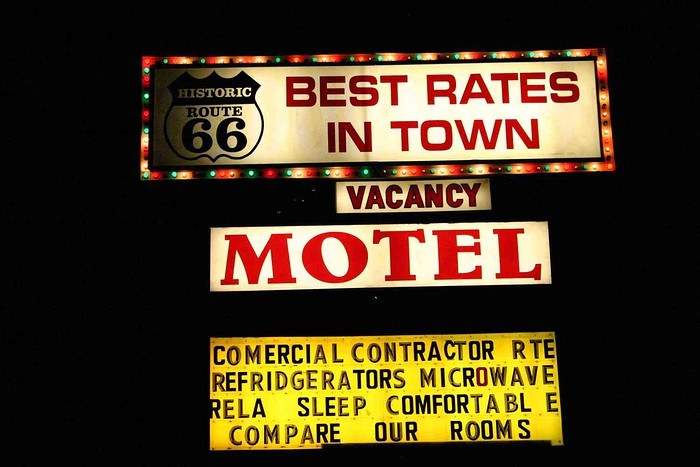 HISTORIC
ROUTE
66
BEST RATES
IN TOWN
VACANCY
MOTEL
COMERCIAL CONTRACTOR RTE
REFRIDGERATORS MICROWAVE
RELA SLEEP COMFORTABL E
COMPARE OUR ROOMS